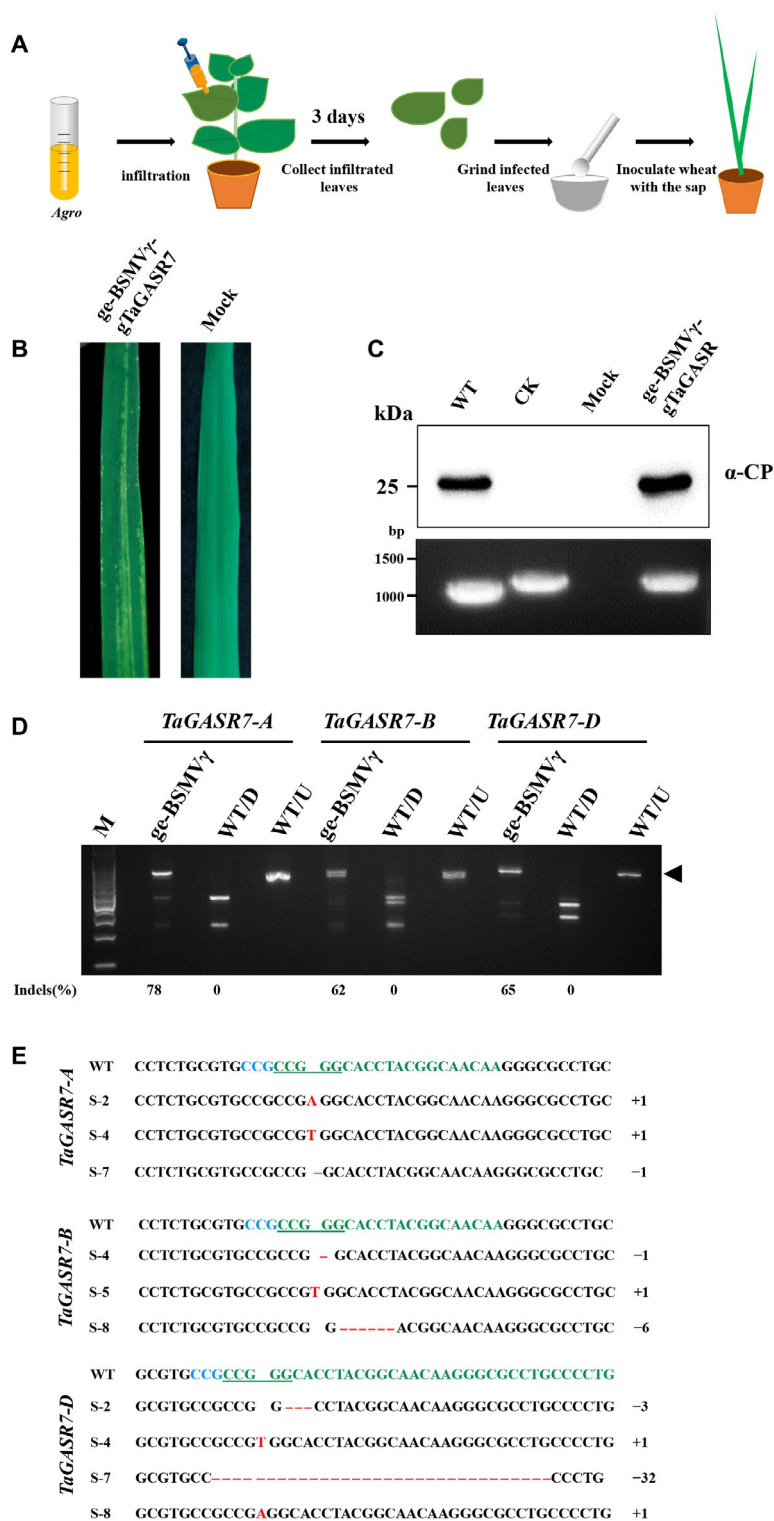 A
3 days
Agro
infiltration
Collect infiltrated
leaves
Grind infected
leaves
Inoculate wheat
with the sap
B
ge-BSMVγ-
gTaGASR7
Mock
C
WT
CK
Mock
ge-BSMVγ-
gTaGASR
kDa
25
α-CP
bp
1500
1000
D
TaGASR7-A
TaGASR7-B
TaGASR7-D
M
ge-BSMVγ
WT/D
WT/U
ge-BSMVγ
WT/D
WT/U
ge-BSMVγ
WT/D
WT/U
Indels(%) 78 0 62 0 65 0
E
TaGASR7-A
WT CCTCTGCGTGCCGCCG GGCACCTACGGCAACAAGGGCGCCTGC
S-2 CCTCTGCGTGCCGCCGAGGCACCTACGGCAACAAGGGCGCCTGC +1
S-4 CCTCTGCGTGCCGCCGTGGCACCTACGGCAACAAGGGCGCCTGC +1
S-7 CCTCTGCGTGCCGCCG –GCACCTACGGCAACAAGGGCGCCTGC −1
TaGASR7-B
WT CCTCTGCGTGCCGCCG GGCACCTACGGCAACAAGGGCGCCTGC
S-4 CCTCTGCGTGCCGCCG – GCACCTACGGCAACAAGGGCGCCTGC −1
S-5 CCTCTGCGTGCCGCCGTGGCACCTACGGCAACAAGGGCGCCTGC +1
S-8 CCTCTGCGTGCCGCCG G––––––ACGGCAACAAGGGCGCCTGC −6
TaGASR7-D
WT GCGTGCCGCCG GGCACCTACGGCAACAAGGGCGCCTGCCCCTG
S-2 GCGTGCCGCCG G–––CCTACGGCAACAAGGGCGCCTGCCCCTG −3
S-4 GCGTGCCGCCGTGGCACCTACGGCAACAAGGGCGCCTGCCCCTG +1
S-7 GCGTGCC––––––––––––––––––––––––––––––––CCCTG −32
S-8 GCGTGCCGCCGAGGCACCTACGGCAACAAGGGCGCCTGCCCCTG +1